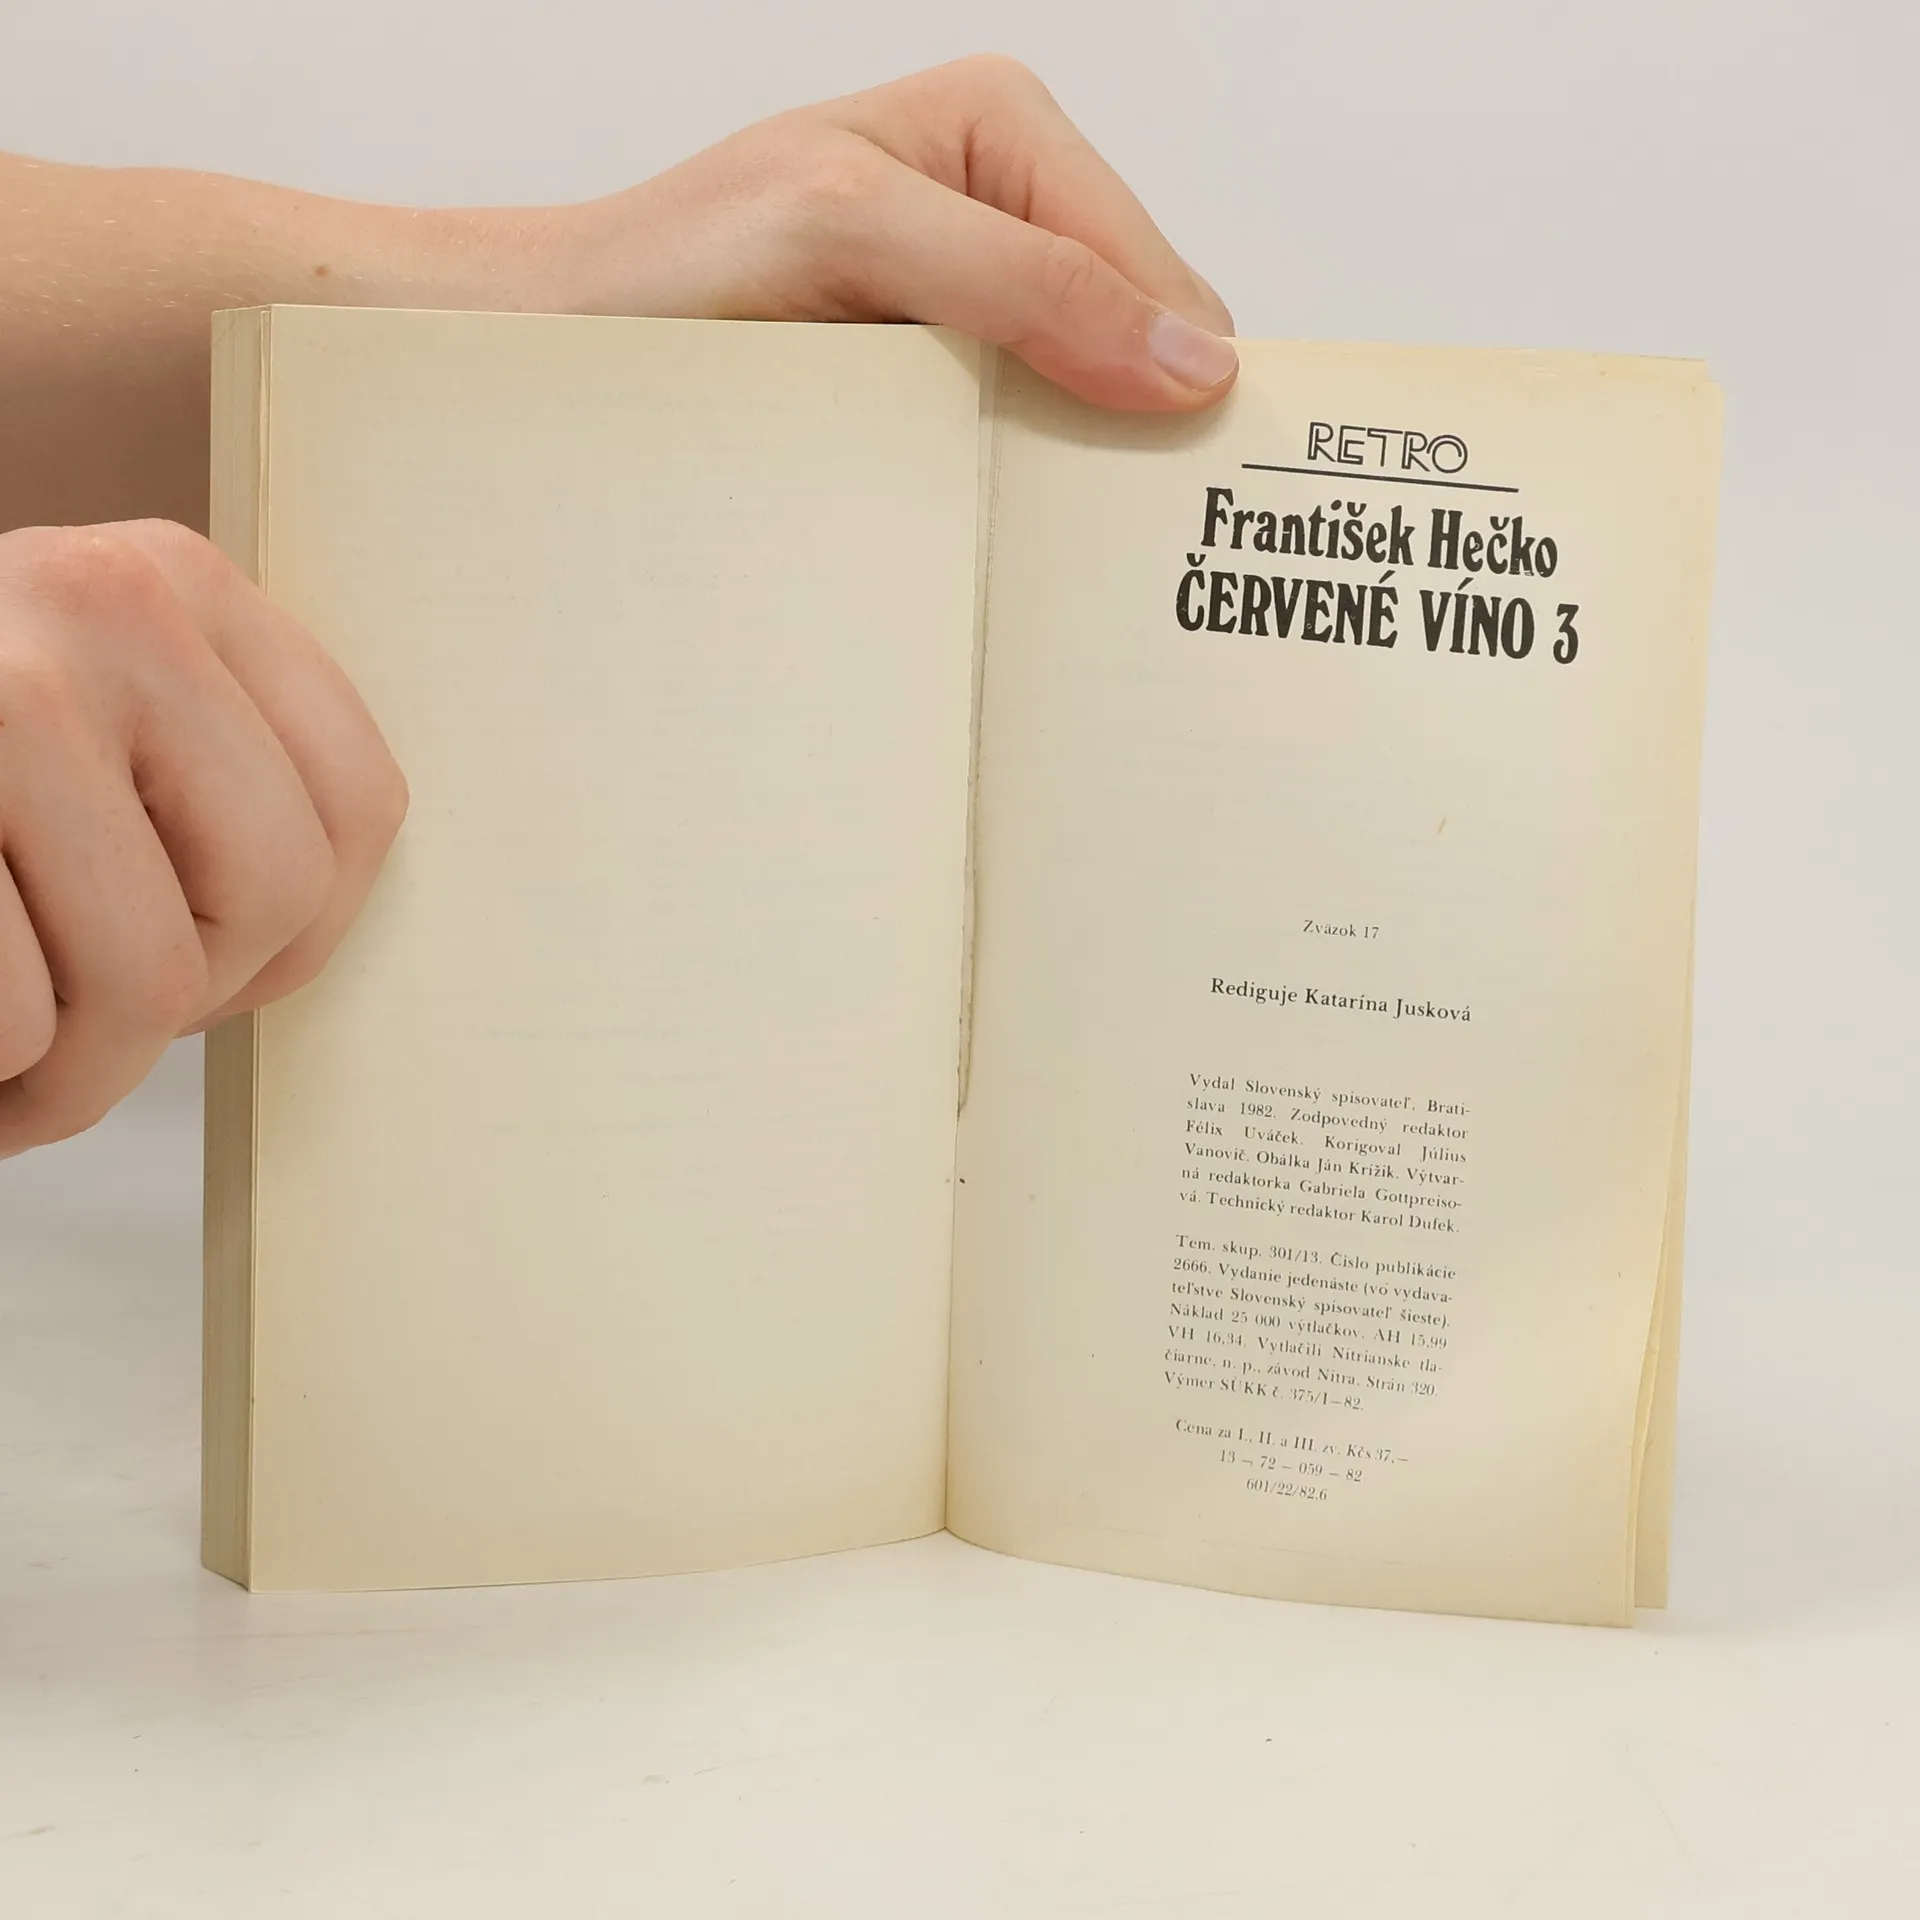 RETRO
František Hečko
ČERVENÉ VÍNO 3
Zväzok 17
Rediguje Katarína Jusková
Vydal Slovenský spisovateľ, Brati-
slava 1982. Zodpovedný redaktor
Félix Uváček. Korigoval Július
Vanovič. Obálka Ján Krížik. Výtvar-
ná redaktorka Gabriela Gottpreiso-
vá. Technický redaktor Karol Dufek.
Tem. skup. 301/13. Číslo publikácie
2666. Vydanie jedenáste (vo vydava-
teľstve Slovenský spisovateľ šieste).
Náklad 25 000 výtlačkov. AH 15,99
VH 16,34. Vytlačili Nitrianske tla-
čiarne, n. p., závod Nitra. Strán 320.
Výmer SÚKK č. 375/I–82.
Cena za I., II. a III. zv. Kčs 37,–
13 – 72 – 059 – 82
601/22/82.6